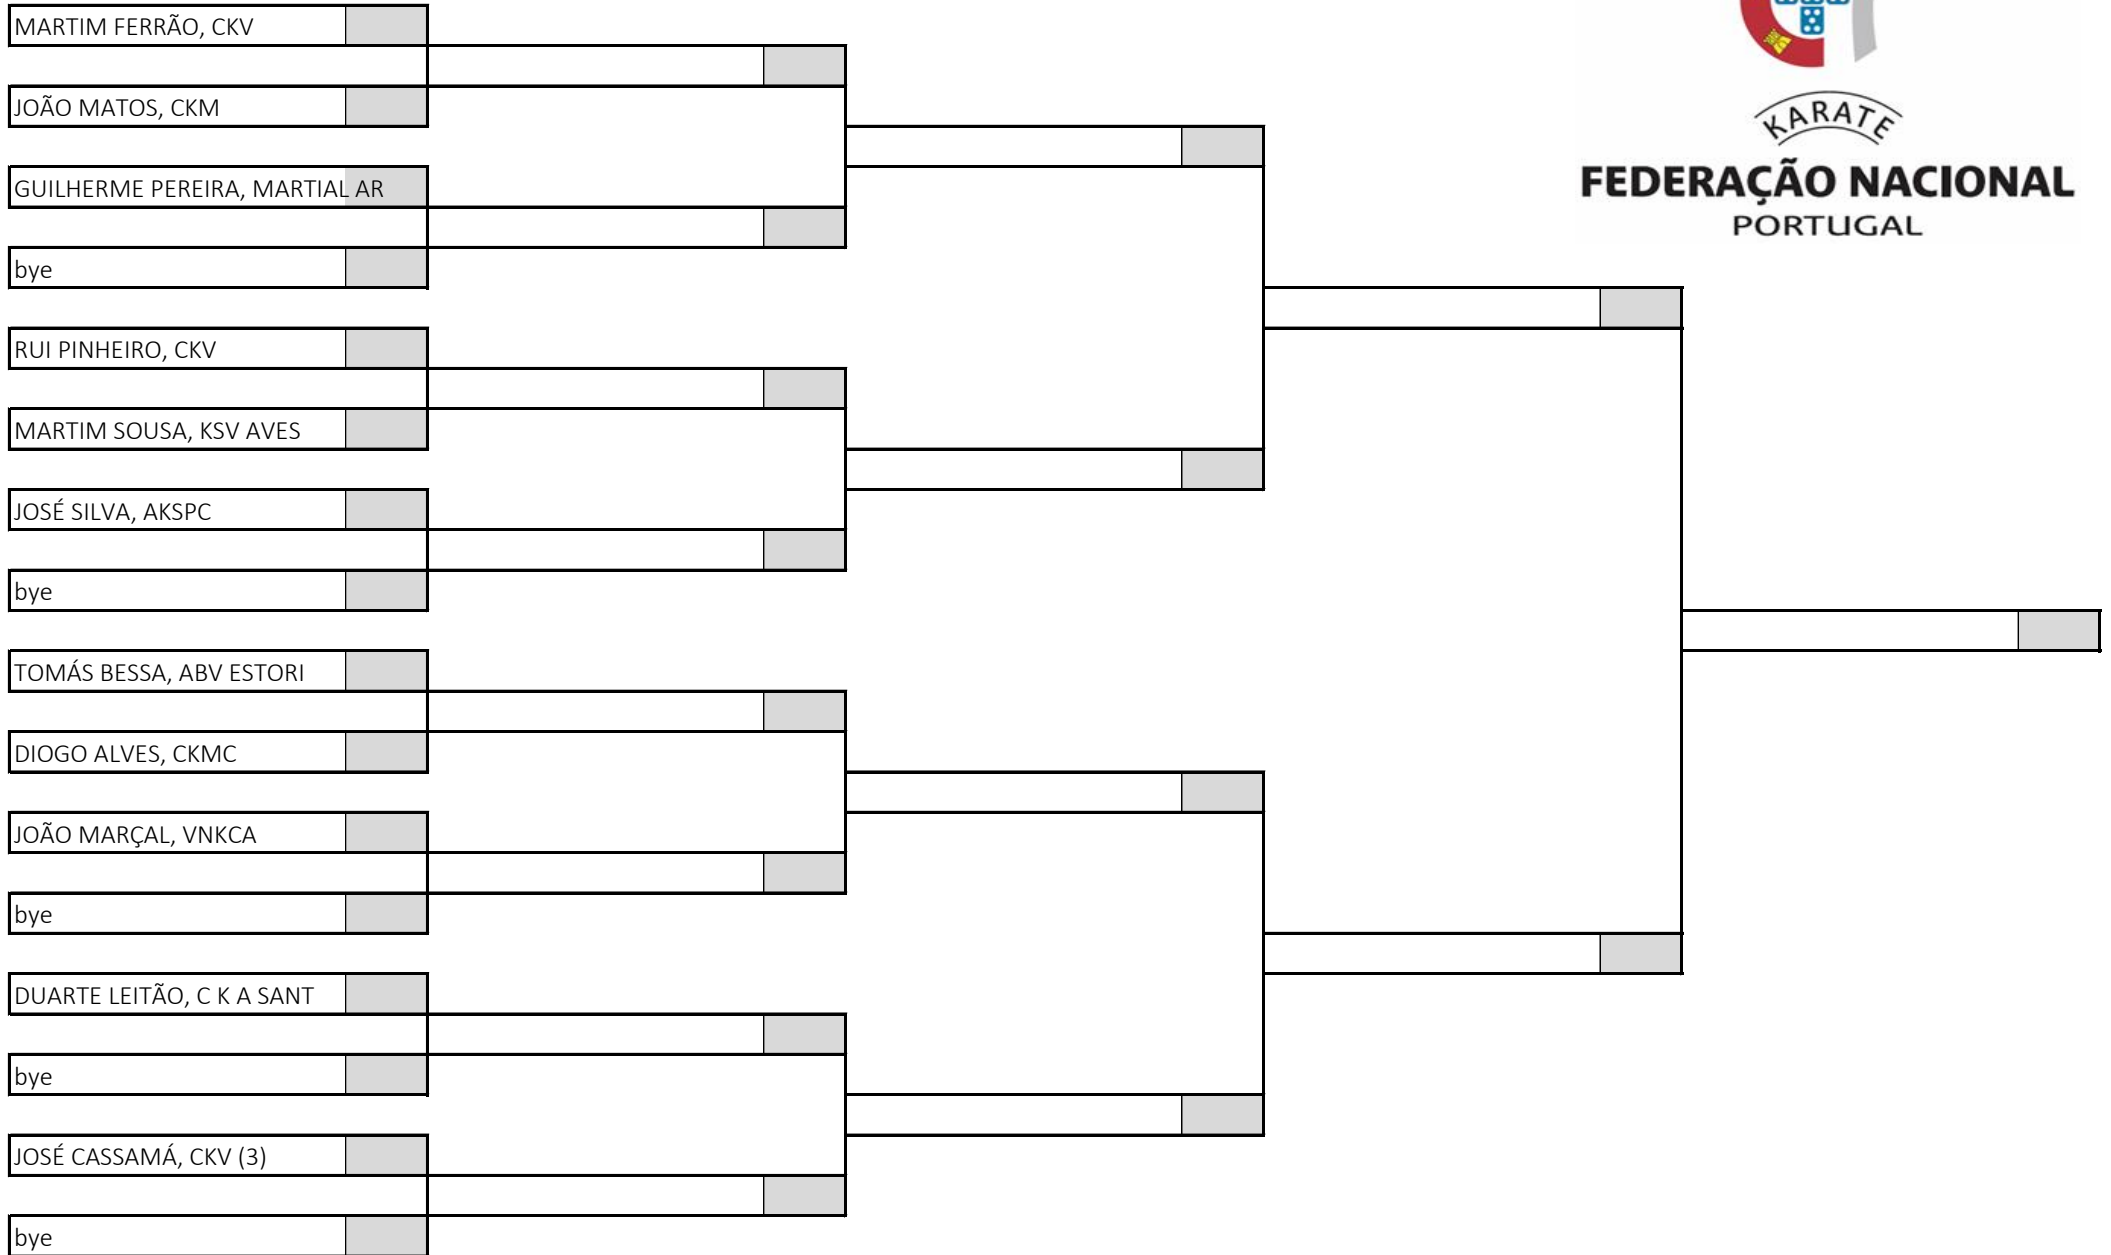 MARTIM FERRÃO, CKV
JOÃO MATOS, CKM
GUILHERME PEREIRA, MARTIAL AR
bye
RUI PINHEIRO, CKV
MARTIM SOUSA, KSV AVES
JOSÉ SILVA, AKSPC
bye
TOMÁS BESSA, ABV ESTORI
DIOGO ALVES, CKMC
JOÃO MARÇAL, VNKCA
bye
DUARTE LEITÃO, C K A SANT
bye
JOSÉ CASSAMÁ, CKV (3)
bye
KARATE
FEDERAÇÃO NACIONAL
PORTUGAL